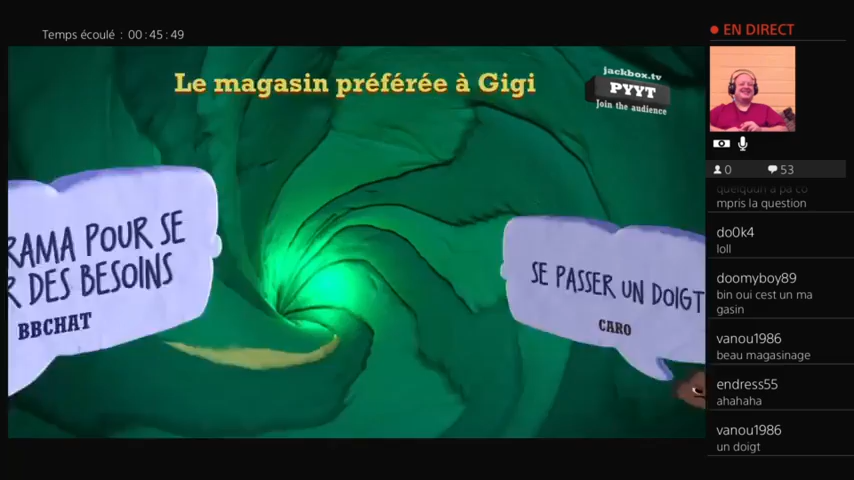 Temps écoulé : 00:45:49
EN DIRECT
Le magasin préférée à Gigi
jackbox.tv
PYYT
Join the audience
0 53
RAMA POUR SE
R DES BESOINS
BBCHAT
SE PASSER UN DOIGT
CARO
quelquun a pa co
mpris la question
do0k4
loll
doomyboy89
bin oui cest un ma
gasin
vanou1986
beau magasinage
endress55
ahahaha
vanou1986
un doigt